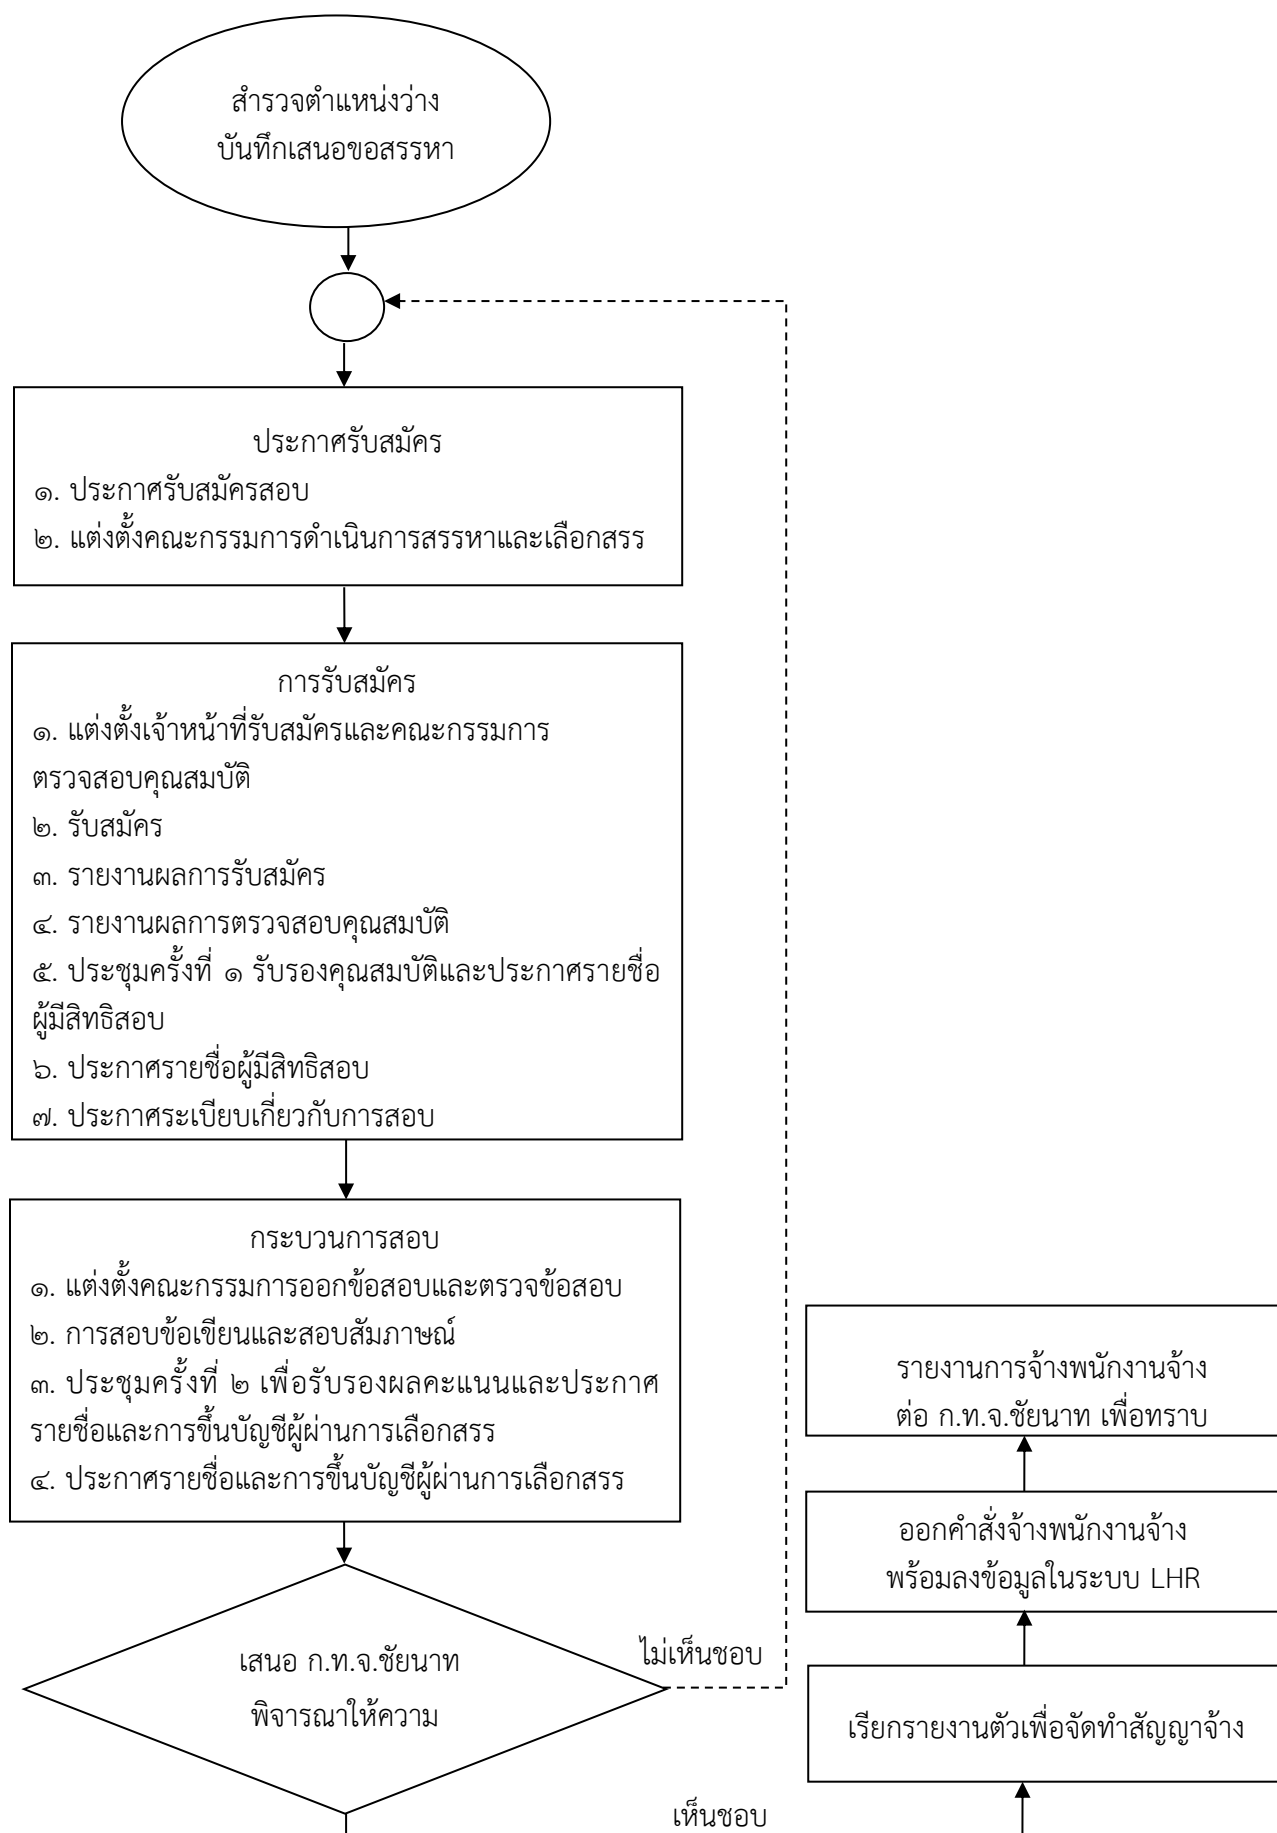 สำรวจตำแหน่งว่าง
บันทึกเสนอขอสรรหา
ประกาศรับสมัคร
๑. ประกาศรับสมัครสอบ
๒. แต่งตั้งคณะกรรมการดำเนินการสรรหาและเลือกสรร
การรับสมัคร
๑. แต่งตั้งเจ้าหน้าที่รับสมัครและคณะกรรมการ
ตรวจสอบคุณสมบัติ
๒. รับสมัคร
๓. รายงานผลการรับสมัคร
๔. รายงานผลการตรวจสอบคุณสมบัติ
๕. ประชุมครั้งที่ ๑ รับรองคุณสมบัติและประกาศรายชื่อ
ผู้มีสิทธิสอบ
๖. ประกาศรายชื่อผู้มีสิทธิสอบ
๗. ประกาศระเบียบเกี่ยวกับการสอบ
กระบวนการสอบ
๑. แต่งตั้งคณะกรรมการออกข้อสอบและตรวจข้อสอบ
๒. การสอบข้อเขียนและสอบสัมภาษณ์
๓. ประชุมครั้งที่ ๒ เพื่อรับรองผลคะแนนและประกาศ
รายชื่อและการขึ้นบัญชีผู้ผ่านการเลือกสรร
๔. ประกาศรายชื่อและการขึ้นบัญชีผู้ผ่านการเลือกสรร
เสนอ ก.ท.จ.ชัยนาท
พิจารณาให้ความ
ไม่เห็นชอบ
เห็นชอบ
รายงานการจ้างพนักงานจ้าง
ต่อ ก.ท.จ.ชัยนาท เพื่อทราบ
ออกคำสั่งจ้างพนักงานจ้าง
พร้อมลงข้อมูลในระบบ LHR
เรียกรายงานตัวเพื่อจัดทำสัญญาจ้าง